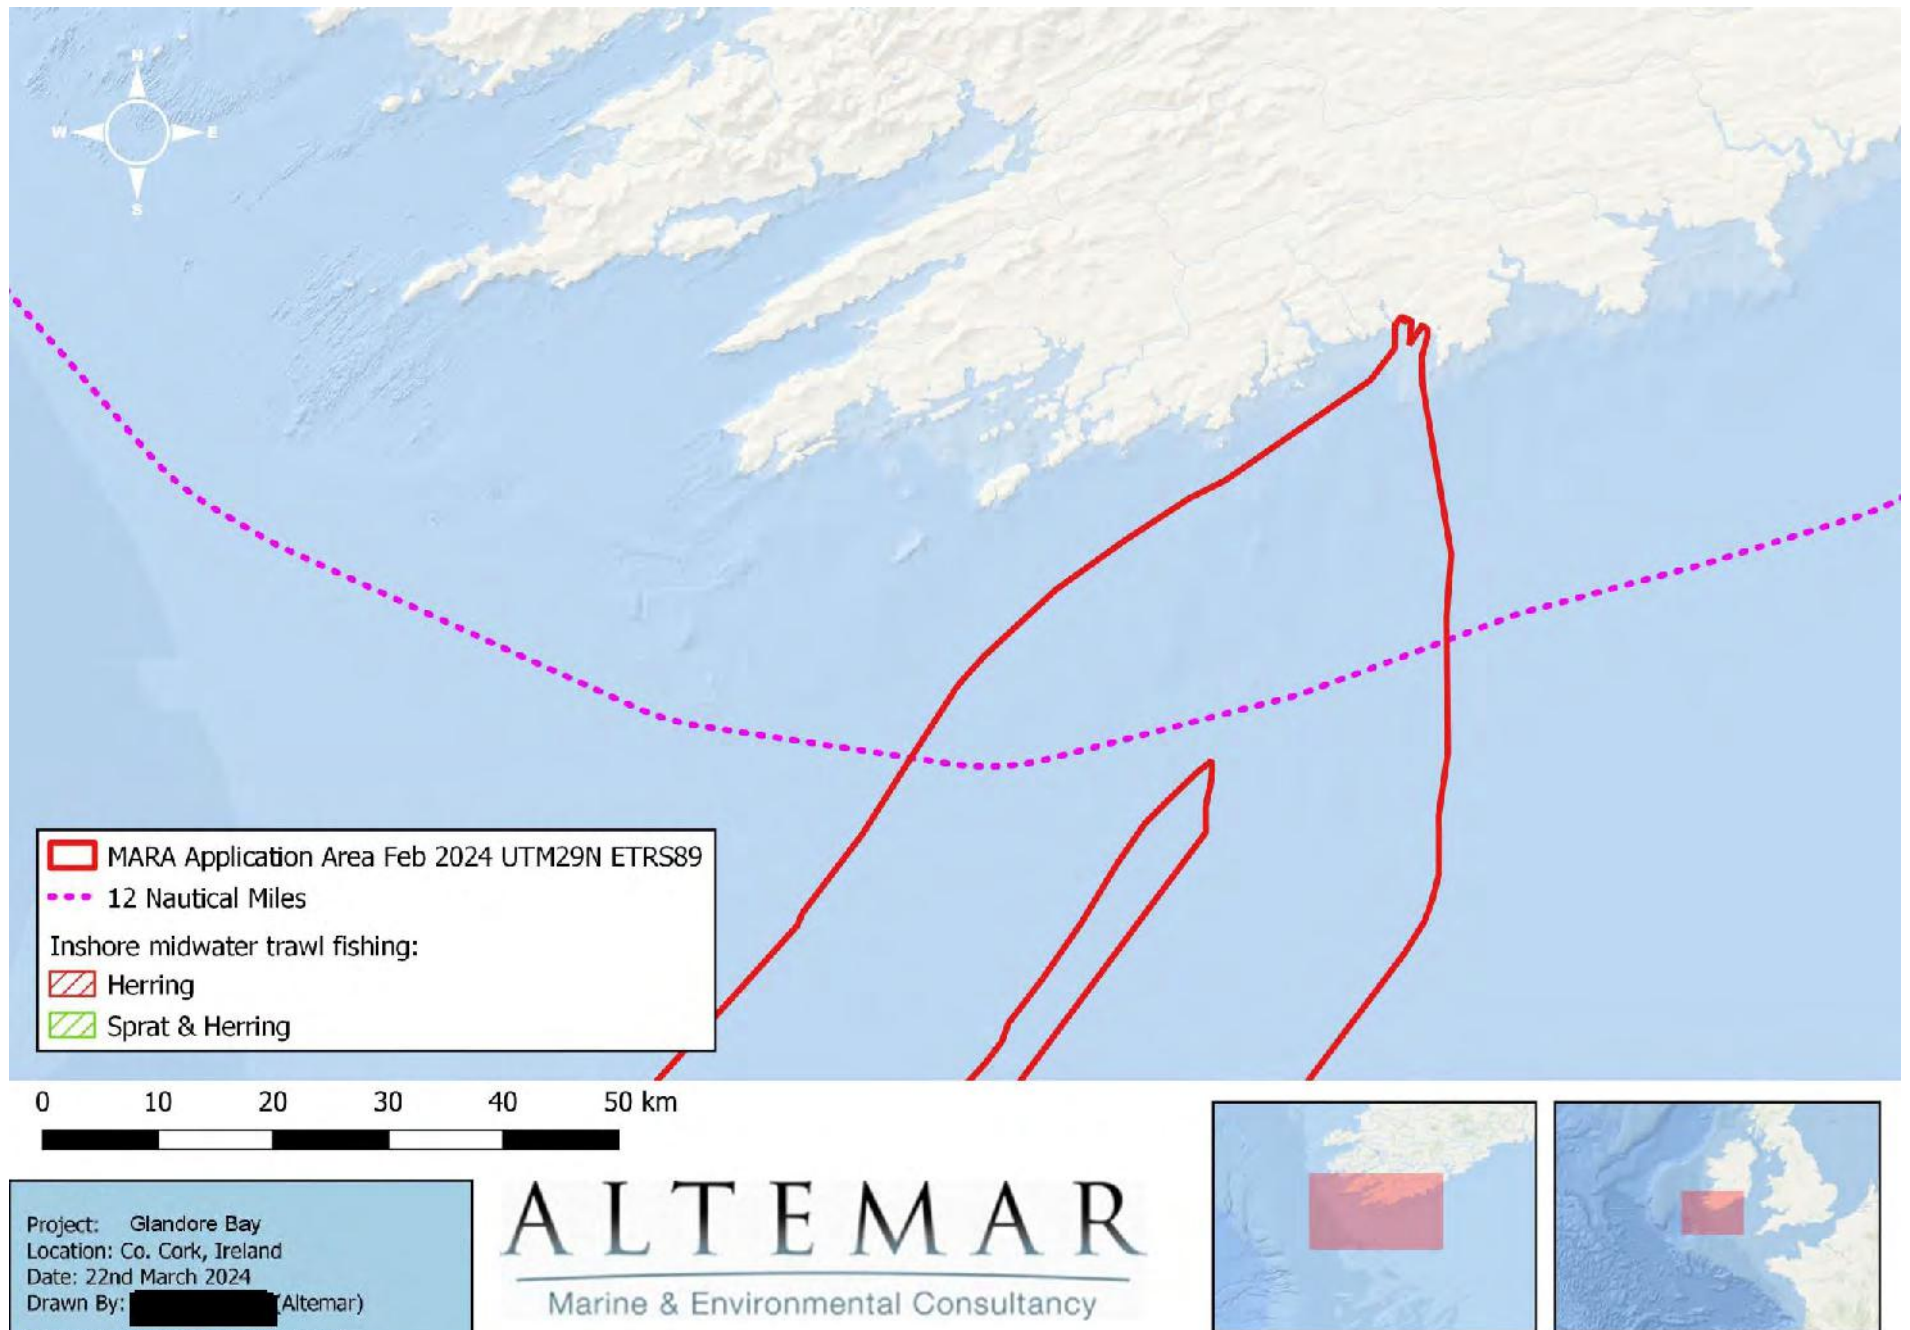 N
W E
S
MARA Application Area Feb 2024 UTM29N ETRS89
12 Nautical Miles
Inshore midwater trawl fishing:
Herring
Sprat & Herring
0 10 20 30 40 50 km
Project: Glandore Bay
Location: Co. Cork, Ireland
Date: 22nd March 2024
Drawn By: (Altemar)
ALTEMAR
Marine & Environmental Consultancy